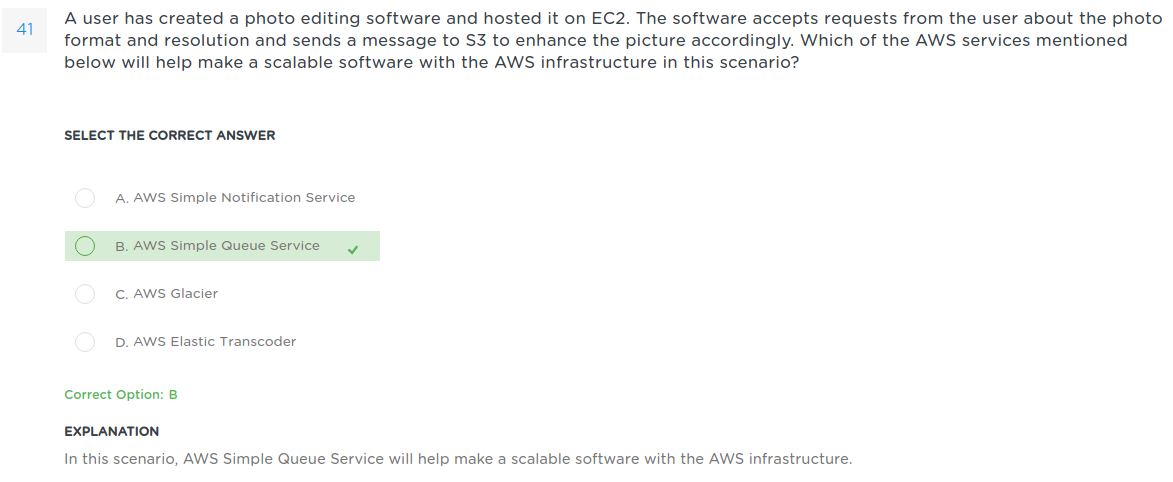 41
A user has created a photo editing software and hosted it on EC2. The software accepts requests from the user about the photo
format and resolution and sends a message to S3 to enhance the picture accordingly. Which of the AWS services mentioned
below will help make a scalable software with the AWS infrastructure in this scenario?
SELECT THE CORRECT ANSWER
A. AWS Simple Notification Service
B. AWS Simple Queue Service
C. AWS Glacier
D. AWS Elastic Transcoder
Correct Option: B
EXPLANATION
In this scenario, AWS Simple Queue Service will help make a scalable software with the AWS infrastructure.